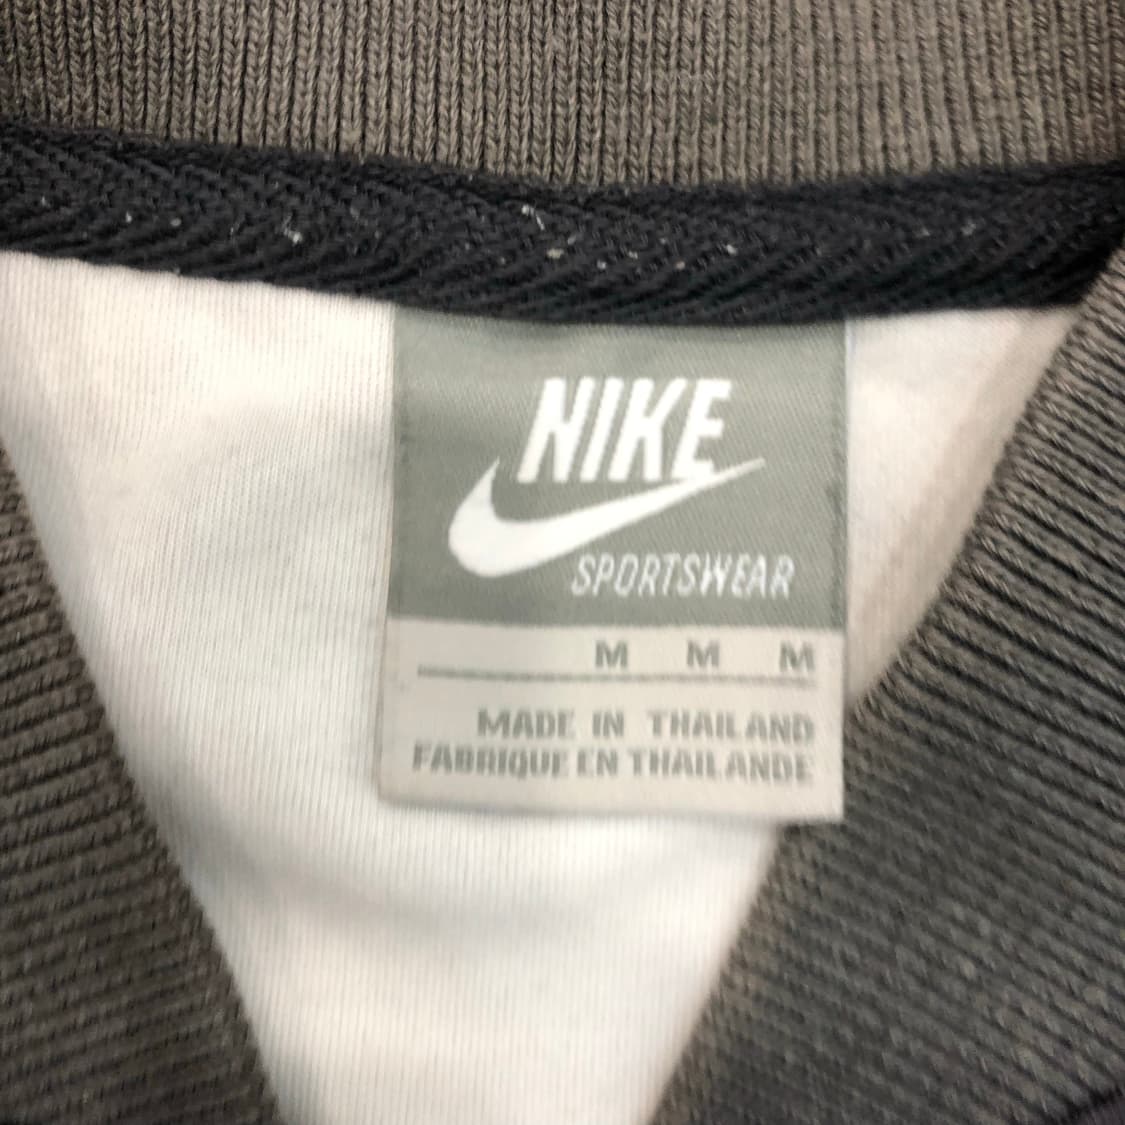 NIKE
SPORTSWEAR
M M M
MADE IN THAILAND
FABRIQUE EN THAILANDE